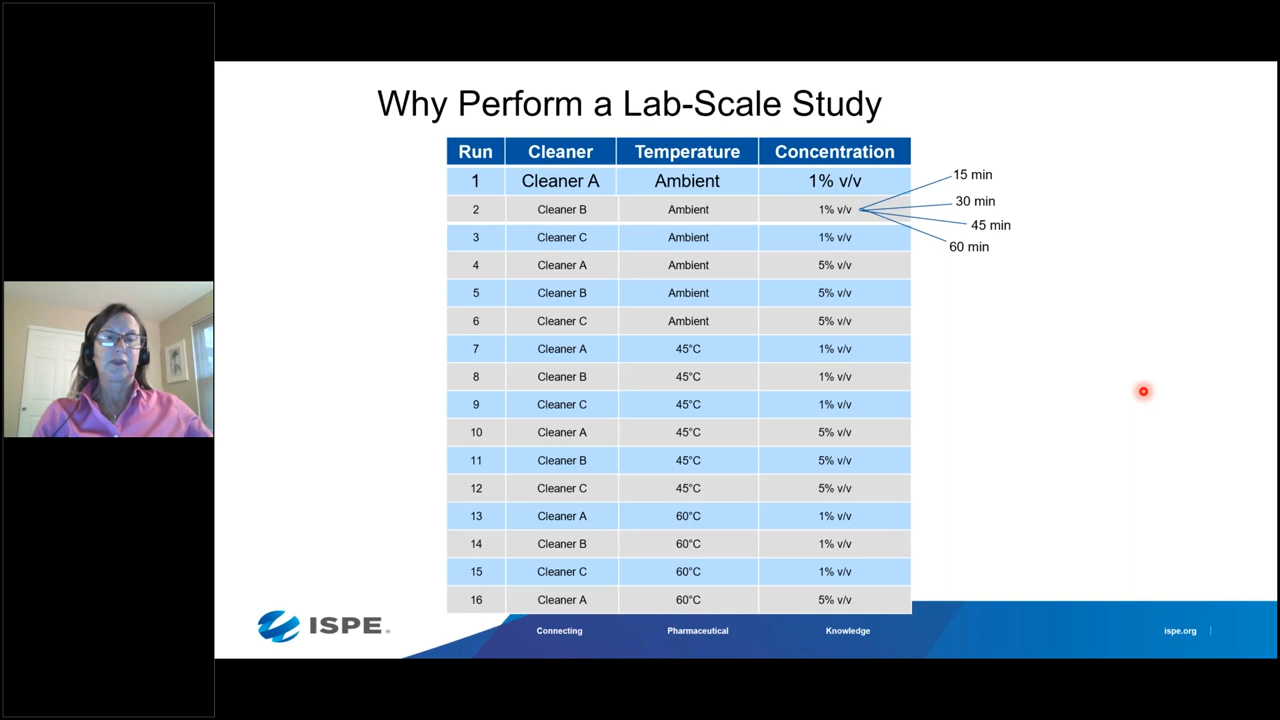 Why Perform a Lab-Scale Study
Run Cleaner Temperature Concentration
1 Cleaner A Ambient 1% v/v
15 min
2 Cleaner B Ambient 1% v/v
30 min
45 min
3 Cleaner C Ambient 1% v/v
60 min
4 Cleaner A Ambient 5% v/v
5 Cleaner B Ambient 5% v/v
6 Cleaner C Ambient 5% v/v
7 Cleaner A 45°C 1% v/v
8 Cleaner B 45°C 1% v/v
9 Cleaner C 45°C 1% v/v
10 Cleaner A 45°C 5% v/v
11 Cleaner B 45°C 5% v/v
12 Cleaner C 45°C 5% v/v
13 Cleaner A 60°C 1% v/v
14 Cleaner B 60°C 1% v/v
15 Cleaner C 60°C 1% v/v
16 Cleaner A 60°C 5% v/v
ISPE®
Connecting Pharmaceutical Knowledge
ispe.org